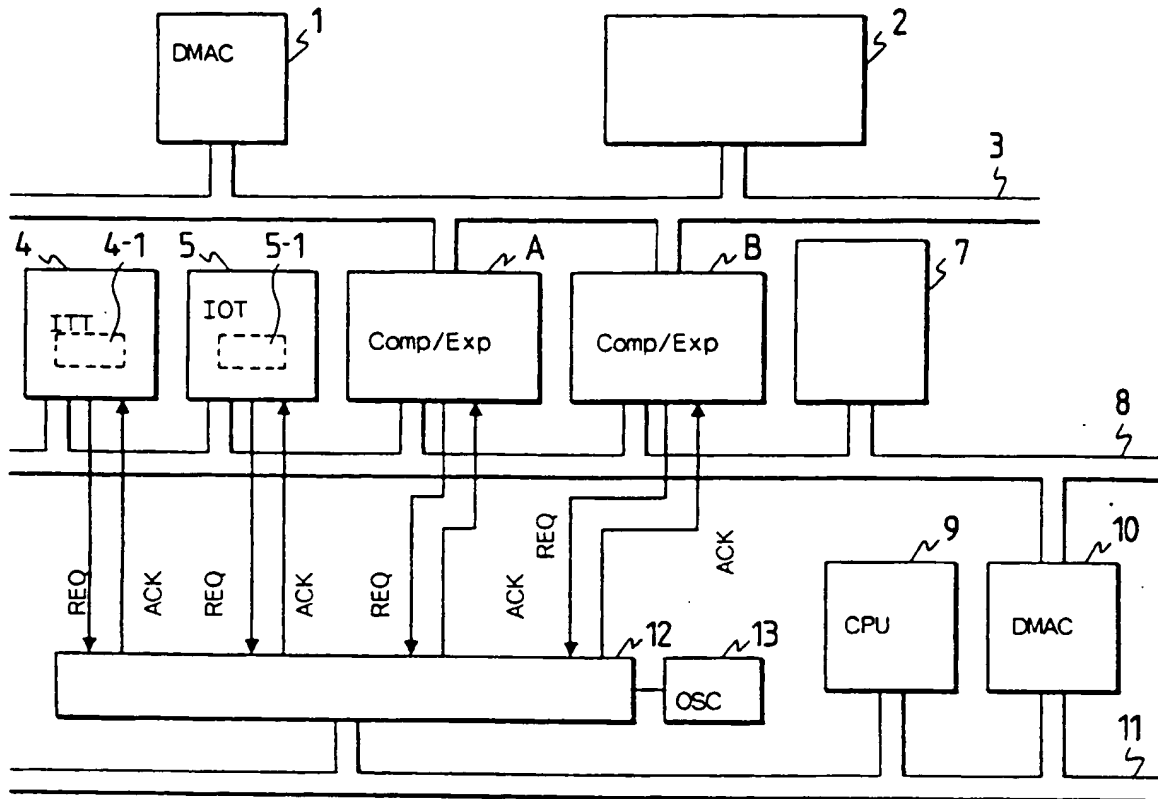 1
DMAC
2
3
4
4-1
5
5-1
A
B
7
ITT
IOT
Comp/Exp
Comp/Exp
8
REQ
ACK
REQ
ACK
REQ
ACK
REQ
ACK
9
10
CPU
DMAC
12
13
OSC
11